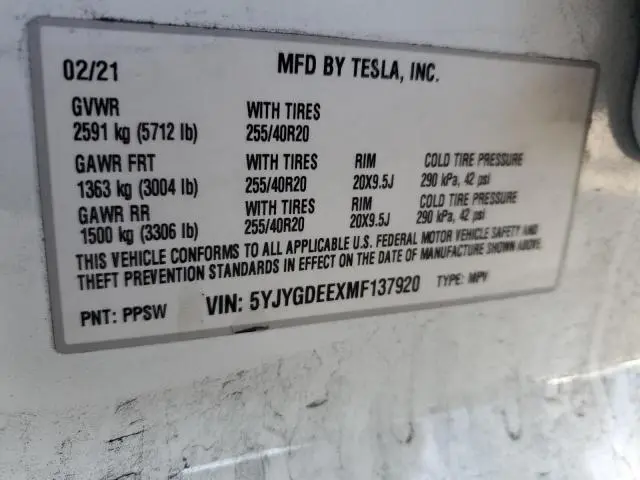 02/21 MFD BY TESLA, INC.
GVWR WITH TIRES
2591 kg (5712 lb) 255/40R20
GAWR FRT WITH TIRES RIM COLD TIRE PRESSURE
1363 kg (3004 lb) 255/40R20 20X9.5J 290 kPa, 42 psi
GAWR RR WITH TIRES RIM COLD TIRE PRESSURE
1500 kg (3306 lb) 255/40R20 20X9.5J 290 kPa, 42 psi
THIS VEHICLE CONFORMS TO ALL APPLICABLE U.S. FEDERAL MOTOR VEHICLE SAFETY AND
THEFT PREVENTION STANDARDS IN EFFECT ON THE DATE OF MANUFACTURE SHOWN ABOVE.
PNT: PPSW VIN: 5YJYGDEEXMF137920 TYPE: MPV